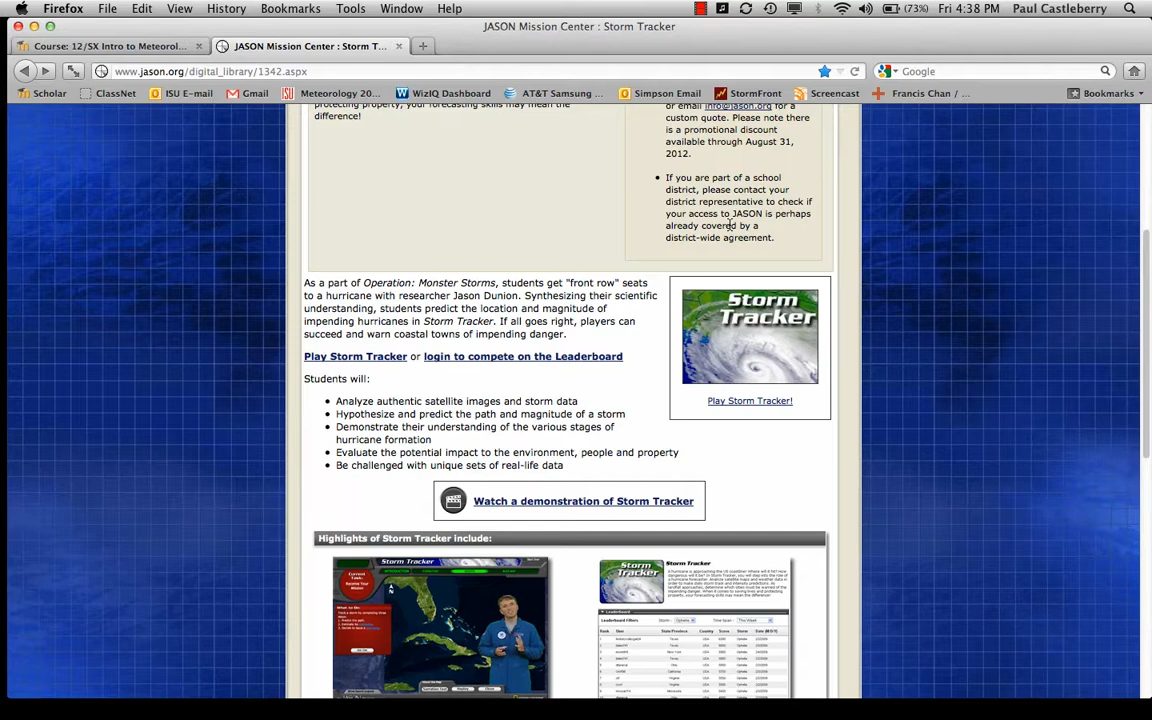 Firefox File Edit View History Bookmarks Tools Window Help (73%) Fri 4:38 PM Paul Castleberry
JASON Mission Center : Storm Tracker
Course: 12/SX Intro to Meteorol... JASON Mission Center : Storm T...
www.jason.org/digital_library/1342.aspx Google
Scholar ClassNet ISU E-mail Gmail Meteorology 20... WizIQ Dashboard AT&T Samsung ... Simpson Email StormFront Screencast Francis Chan / ... Bookmarks
protecting property, your forecasting skills may mean the
difference!
or email info@jason.org for a
custom quote. Please note there
is a promotional discount
available through August 31,
2012.
• If you are part of a school
district, please contact your
district representative to check if
your access to JASON is perhaps
already covered by a
district-wide agreement.
As a part of Operation: Monster Storms, students get "front row" seats
to a hurricane with researcher Jason Dunion. Synthesizing their scientific
understanding, students predict the location and magnitude of
impending hurricanes in Storm Tracker. If all goes right, players can
succeed and warn coastal towns of impending danger.
Storm
Tracker
Play Storm Tracker!
Play Storm Tracker or login to compete on the Leaderboard
Students will:
• Analyze authentic satellite images and storm data
• Hypothesize and predict the path and magnitude of a storm
• Demonstrate their understanding of the various stages of
hurricane formation
• Evaluate the potential impact to the environment, people and property
• Be challenged with unique sets of real-life data
Watch a demonstration of Storm Tracker
Highlights of Storm Tracker include:
Storm Tracker
Storm
Tracker
Storm Tracker
Leaderboard
Leaderboard Filters